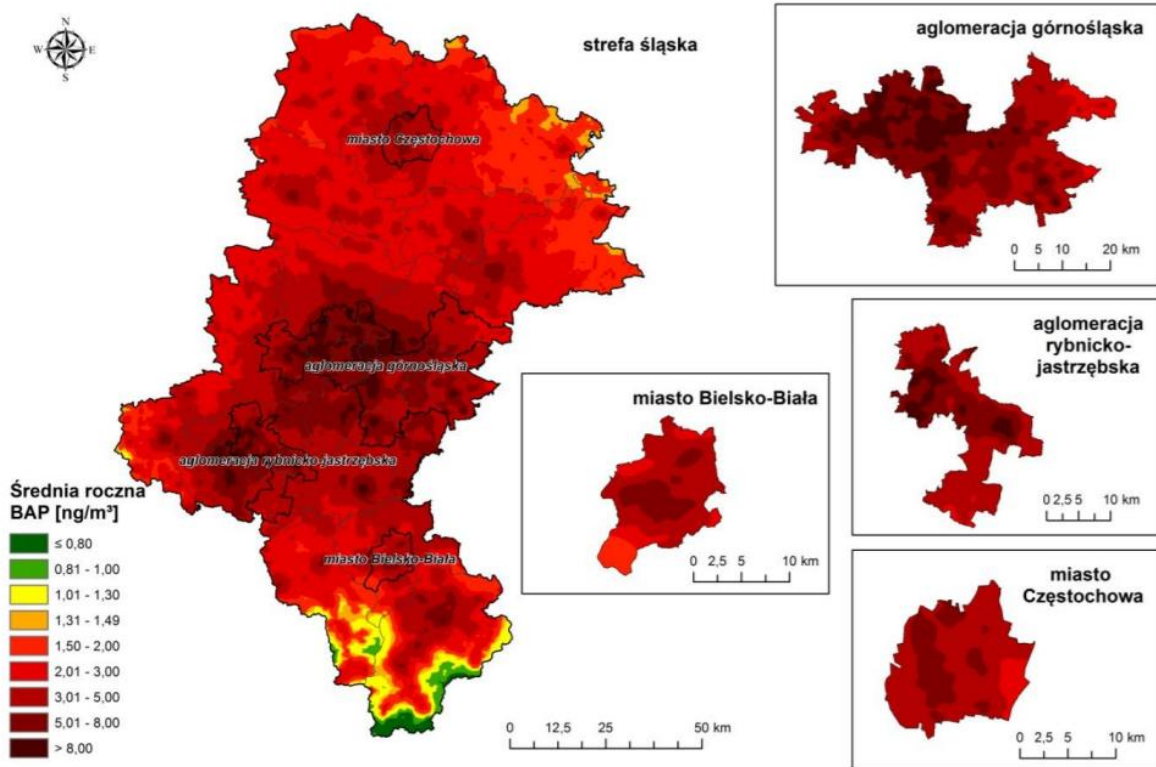 N
W
E
S
strefa śląska
miasto Częstochowa
aglomeracja górnośląska
aglomeracja rybnicko-jastrzębska
miasto Bielsko-Biała
Średnia roczna
BAP [ng/m³]
≤ 0,80
0,81 - 1,00
1,01 - 1,30
1,31 - 1,49
1,50 - 2,00
2,01 - 3,00
3,01 - 5,00
5,01 - 8,00
> 8,00
0 12,5 25 50 km
miasto Bielsko-Biała
0 2,5 5 10 km
aglomeracja górnośląska
0 5 10 20 km
aglomeracja
rybnicko-
jastrzębska
0 2,5 5 10 km
miasto
Częstochowa
0 2,5 5 10 km